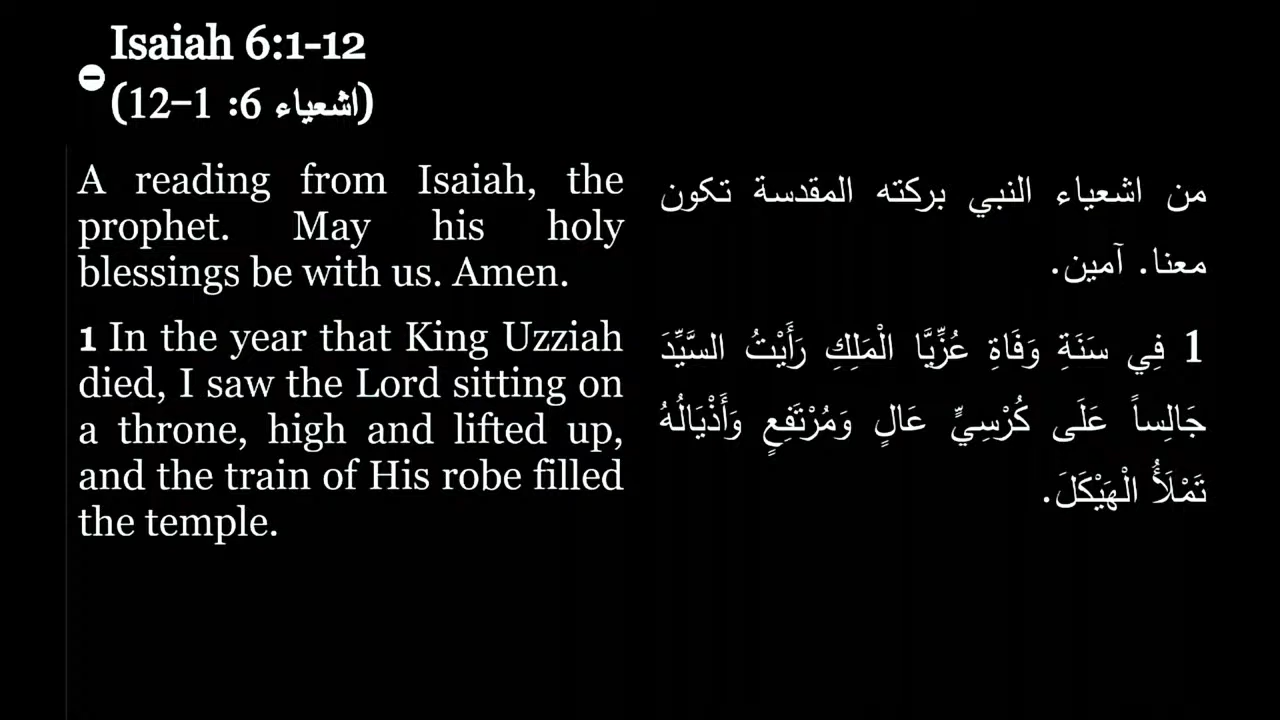 Isaiah 6:1-12
(اشعياء 6: 1-12)
A reading from Isaiah, the
prophet. May his holy
blessings be with us. Amen.
1 In the year that King Uzziah
died, I saw the Lord sitting on
a throne, high and lifted up,
and the train of His robe filled
the temple.
من اشعياء النبي بركته المقدسة تكون
معنا. آمين.
1 فِي سَنَةِ وَفَاةِ عُزِّيَّا الْمَلِكِ رَأَيْتُ السَّيِّدَ
جَالِساً عَلَى كُرْسِيٍّ عَالٍ وَمُرْتَفِعٍ وَأَذْيَالُهُ
تَمْلَأُ الْهَيْكَلَ.